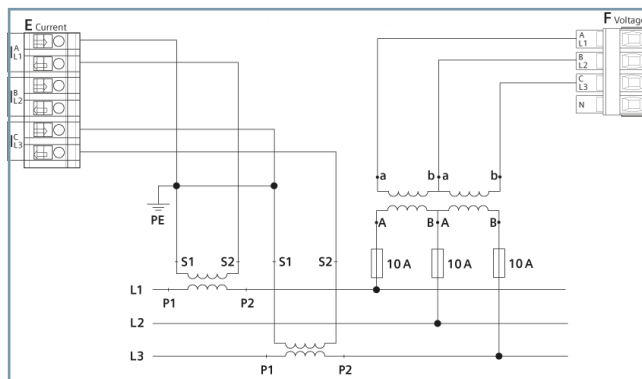 E Current
F Voltage
A
L1
B
L2
C
L3
A
L1
B
L2
C
L3
N
a
b
a
b
PE
A
B
A
B
S1
S2
S1
S2
10 A
10 A
10 A
L1
P1
P2
L2
L3
P1
P2